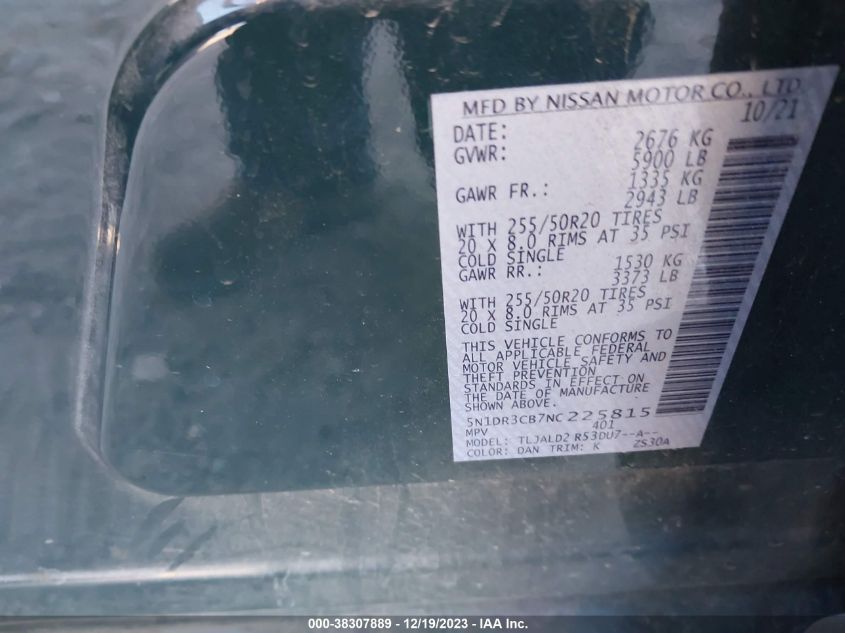 MFD BY NISSAN MOTOR CO., LTD
DATE: 10/21
GVWR: 2676 KG
5900 LB
GAWR FR.: 1335 KG
2943 LB
WITH 255/50R20 TIRES
20 X 8.0 RIMS AT 35 PSI
COLD SINGLE
GAWR RR.: 1530 KG
3373 LB
WITH 255/50R20 TIRES
20 X 8.0 RIMS AT 35 PSI
COLD SINGLE
THIS VEHICLE CONFORMS TO
ALL APPLICABLE FEDERAL
MOTOR VEHICLE SAFETY AND
THEFT PREVENTION
STANDARDS IN EFFECT ON
THE DATE OF MANUFACTURE
SHOWN ABOVE.
5N1DR3CB7NC225815
MPV 401
MODEL: TLJALD2 R53DU7--A--
COLOR: DAN TRIM: K ZS30A
000-38307889 - 12/19/2023 - IAA Inc.